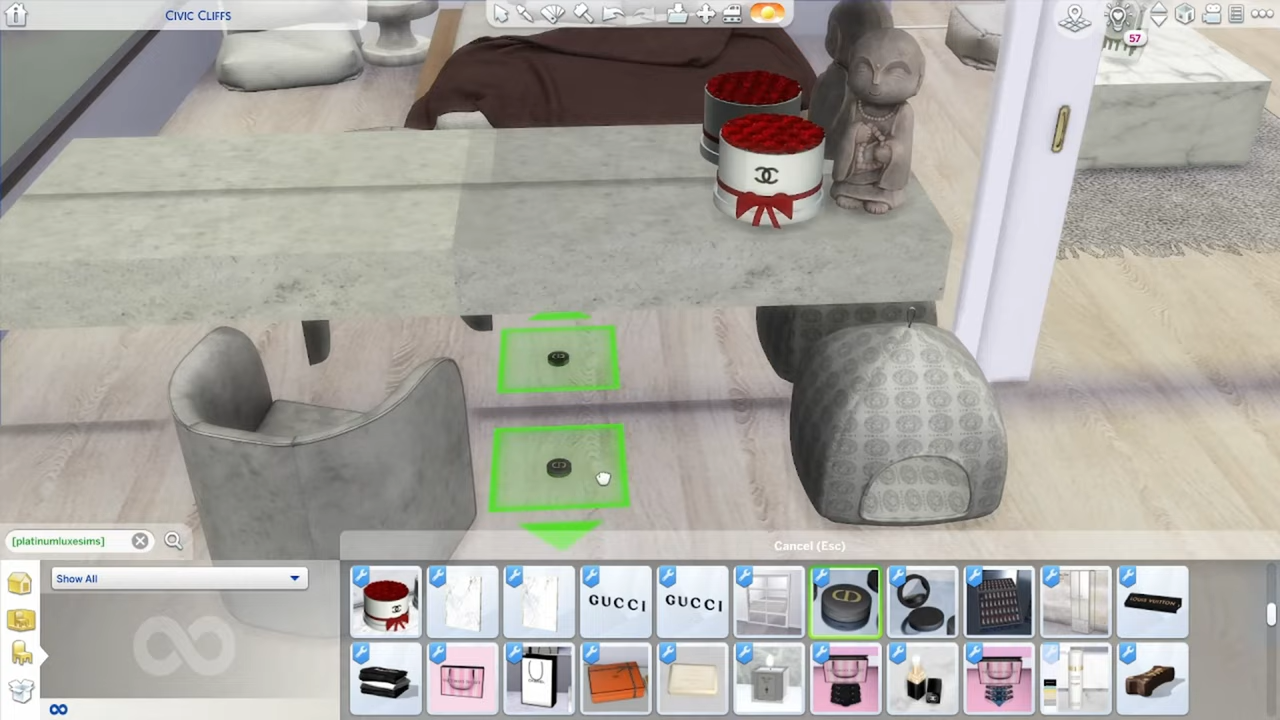 Civic Cliffs
57
Cancel (Esc)
[platinumluxesims]
Show All
GUCCI
GUCCI
LOUIS VUITTON